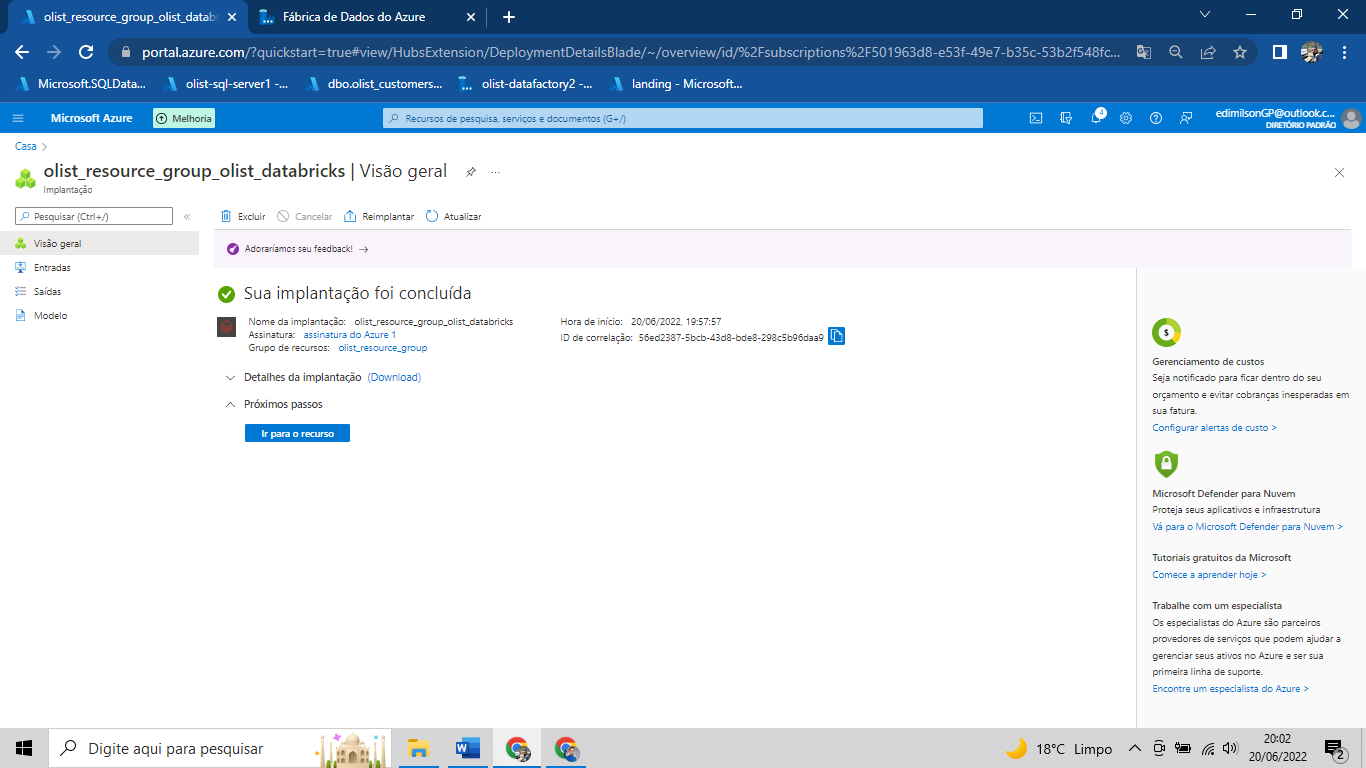 olist_resource_group_olist_datab
Fábrica de Dados do Azure
portal.azure.com/?quickstart=true#view/HubsExtension/DeploymentDetailsBlade/~/overview/id/%2Fsubscriptions%2F501963d8-e53f-49e7-b35c-53b2f548fc...
Microsoft.SQLData...
olist-sql-server1 -...
dbo.olist_customers...
olist-datafactory2 -...
landing - Microsoft...
Microsoft Azure
Melhoria
Recursos de pesquisa, serviços e documentos (G+/)
4
edimilsonGP@outlook.c...
DIRETÓRIO PADRÃO
Casa
olist_resource_group_olist_databricks | Visão geral
...
Implantação
Pesquisar (Ctrl+/)
«
Excluir
Cancelar
Reimplantar
Atualizar
Visão geral
Entradas
Saídas
Modelo
Adoraríamos seu feedback! →
Sua implantação foi concluída
Nome da implantação: olist_resource_group_olist_databricks
Assinatura: assinatura do Azure 1
Grupo de recursos: olist_resource_group
Hora de início: 20/06/2022, 19:57:57
ID de correlação: 56ed2387-5bcb-43d8-bde8-298c5b96daa9
Detalhes da implantação (Download)
Próximos passos
Ir para o recurso
Gerenciamento de custos
Seja notificado para ficar dentro do seu
orçamento e evitar cobranças inesperadas em
sua fatura.
Configurar alertas de custo >
Microsoft Defender para Nuvem
Proteja seus aplicativos e infraestrutura
Vá para o Microsoft Defender para Nuvem >
Tutoriais gratuitos da Microsoft
Comece a aprender hoje >
Trabalhe com um especialista
Os especialistas do Azure são parceiros
provedores de serviços que podem ajudar a
gerenciar seus ativos no Azure e ser sua
primeira linha de suporte.
Encontre um especialista do Azure >
Digite aqui para pesquisar
18°C Limpo
20:02
20/06/2022
2